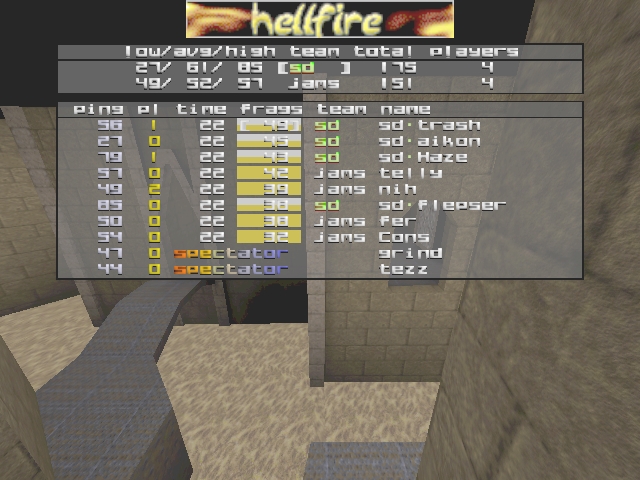 hellfire
low/avg/high team total players
27/ 61/ 85 [sd ] 175 4
49/ 52/ 57 jams 151 4
ping pl time frags team name
56 1 22 [ 49] sd sd·trash
27 0 22 45 sd sd·aikon
79 1 22 43 sd sd·Haze
57 0 22 42 jams telly
49 2 22 39 jams nih
85 0 22 38 sd sd·flepser
50 0 22 38 jams fer
54 0 22 32 jams Cons
47 0 spectator grind
44 0 spectator tezz